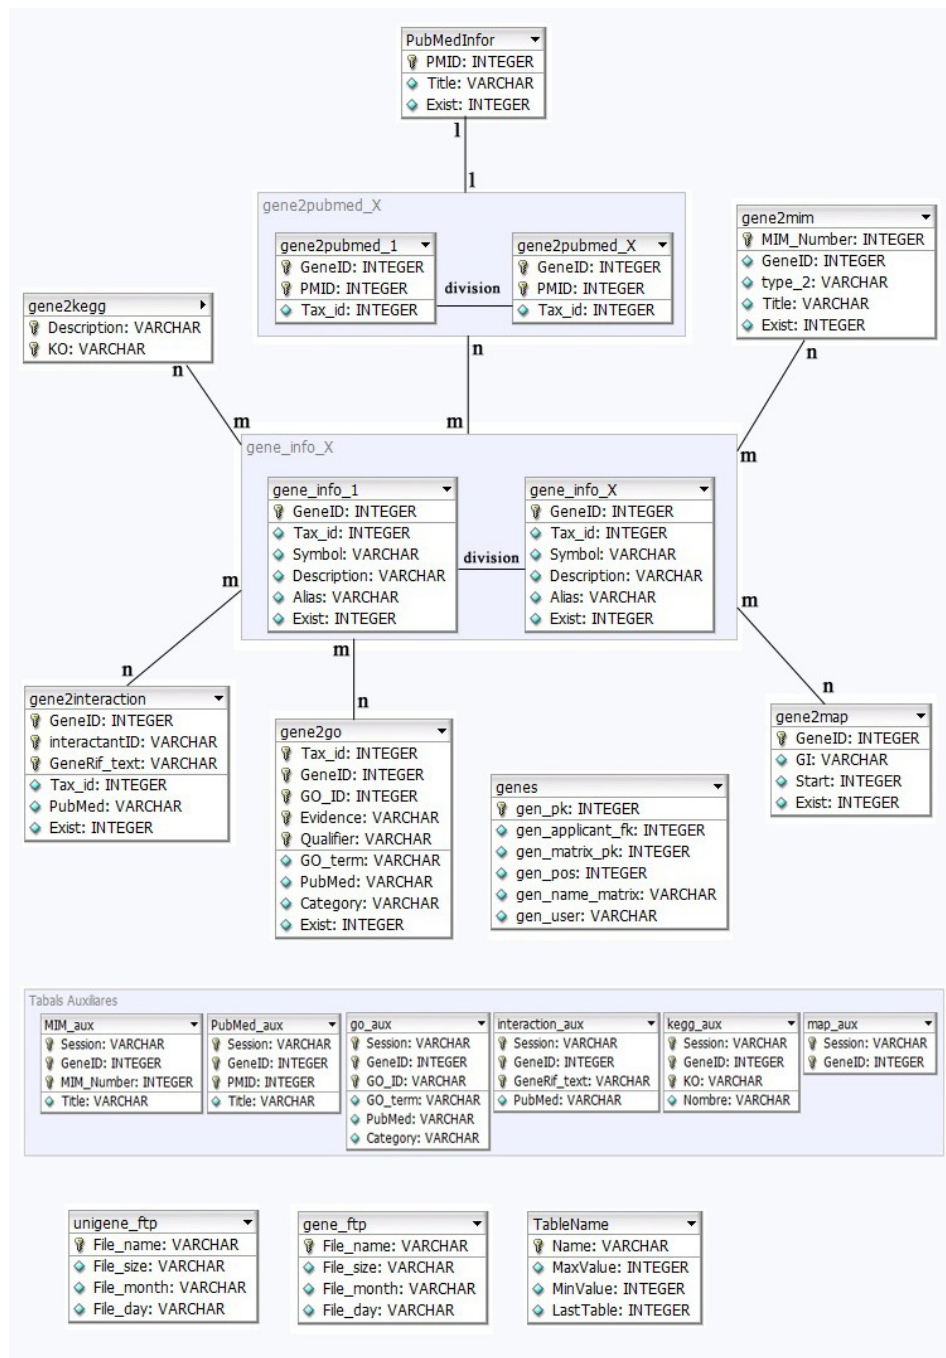 PubMedInfor
PMID: INTEGER
Title: VARCHAR
Exist: INTEGER
1
1
gene2pubmed_X
gene2pubmed_1
GeneID: INTEGER
PMID: INTEGER
Tax_id: INTEGER
division
gene2pubmed_X
GeneID: INTEGER
PMID: INTEGER
Tax_id: INTEGER
gene2mim
MIM_Number: INTEGER
GeneID: INTEGER
type_2: VARCHAR
Title: VARCHAR
Exist: INTEGER
gene2kegg
Description: VARCHAR
KO: VARCHAR
n
m
n
m
n
m
gene_info_X
gene_info_1
GeneID: INTEGER
Tax_id: INTEGER
Symbol: VARCHAR
Description: VARCHAR
Alias: VARCHAR
Exist: INTEGER
division
gene_info_X
GeneID: INTEGER
Tax_id: INTEGER
Symbol: VARCHAR
Description: VARCHAR
Alias: VARCHAR
Exist: INTEGER
m
n
m
n
m
n
gene2interaction
GeneID: INTEGER
interactantID: VARCHAR
GeneRif_text: VARCHAR
Tax_id: INTEGER
PubMed: VARCHAR
Exist: INTEGER
gene2go
Tax_id: INTEGER
GeneID: INTEGER
GO_ID: INTEGER
Evidence: VARCHAR
Qualifier: VARCHAR
GO_term: VARCHAR
PubMed: VARCHAR
Category: VARCHAR
Exist: INTEGER
genes
gen_pk: INTEGER
gen_applicant_fk: INTEGER
gen_matrix_pk: INTEGER
gen_pos: INTEGER
gen_name_matrix: VARCHAR
gen_user: VARCHAR
gene2map
GeneID: INTEGER
GI: VARCHAR
Start: INTEGER
Exist: INTEGER
Tabals Auxiliares
MIM_aux
Session: VARCHAR
GeneID: INTEGER
MIM_Number: INTEGER
Title: VARCHAR
PubMed_aux
Session: VARCHAR
GeneID: INTEGER
PMID: INTEGER
Title: VARCHAR
go_aux
Session: VARCHAR
GeneID: INTEGER
GO_ID: VARCHAR
GO_term: VARCHAR
PubMed: VARCHAR
Category: VARCHAR
interaction_aux
Session: VARCHAR
GeneID: INTEGER
GeneRif_text: VARCHAR
PubMed: VARCHAR
kegg_aux
Session: VARCHAR
GeneID: INTEGER
KO: VARCHAR
Nombre: VARCHAR
map_aux
Session: VARCHAR
GeneID: INTEGER
unigene_ftp
File_name: VARCHAR
File_size: VARCHAR
File_month: VARCHAR
File_day: VARCHAR
gene_ftp
File_name: VARCHAR
File_size: VARCHAR
File_month: VARCHAR
File_day: VARCHAR
TableName
Name: VARCHAR
MaxValue: INTEGER
MinValue: INTEGER
LastTable: INTEGER